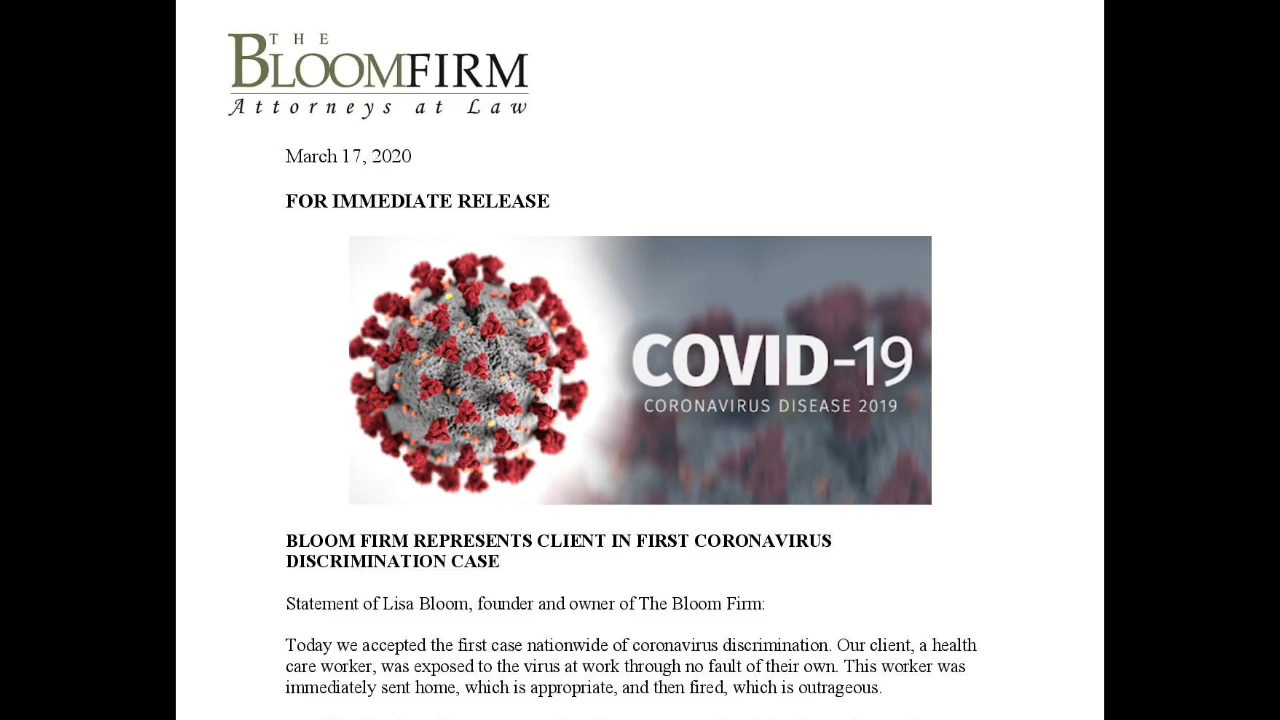 THE
BLOOMFIRM
Attorneys at Law
March 17, 2020
FOR IMMEDIATE RELEASE
COVID-19
CORONAVIRUS DISEASE 2019
BLOOM FIRM REPRESENTS CLIENT IN FIRST CORONAVIRUS
DISCRIMINATION CASE
Statement of Lisa Bloom, founder and owner of The Bloom Firm:
Today we accepted the first case nationwide of coronavirus discrimination. Our client, a health
care worker, was exposed to the virus at work through no fault of their own. This worker was
immediately sent home, which is appropriate, and then fired, which is outrageous.